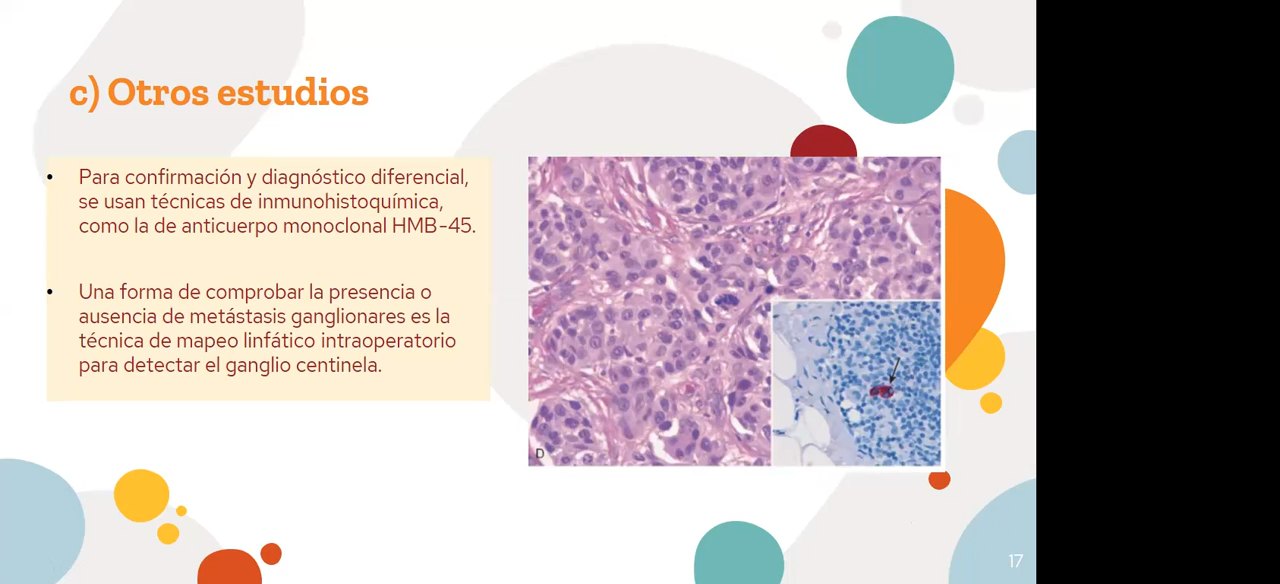 c) Otros estudios
• Para confirmación y diagnóstico diferencial,
se usan técnicas de inmunohistoquímica,
como la de anticuerpo monoclonal HMB-45.
• Una forma de comprobar la presencia o
ausencia de metástasis ganglionares es la
técnica de mapeo linfático intraoperatorio
para detectar el ganglio centinela.
D
17